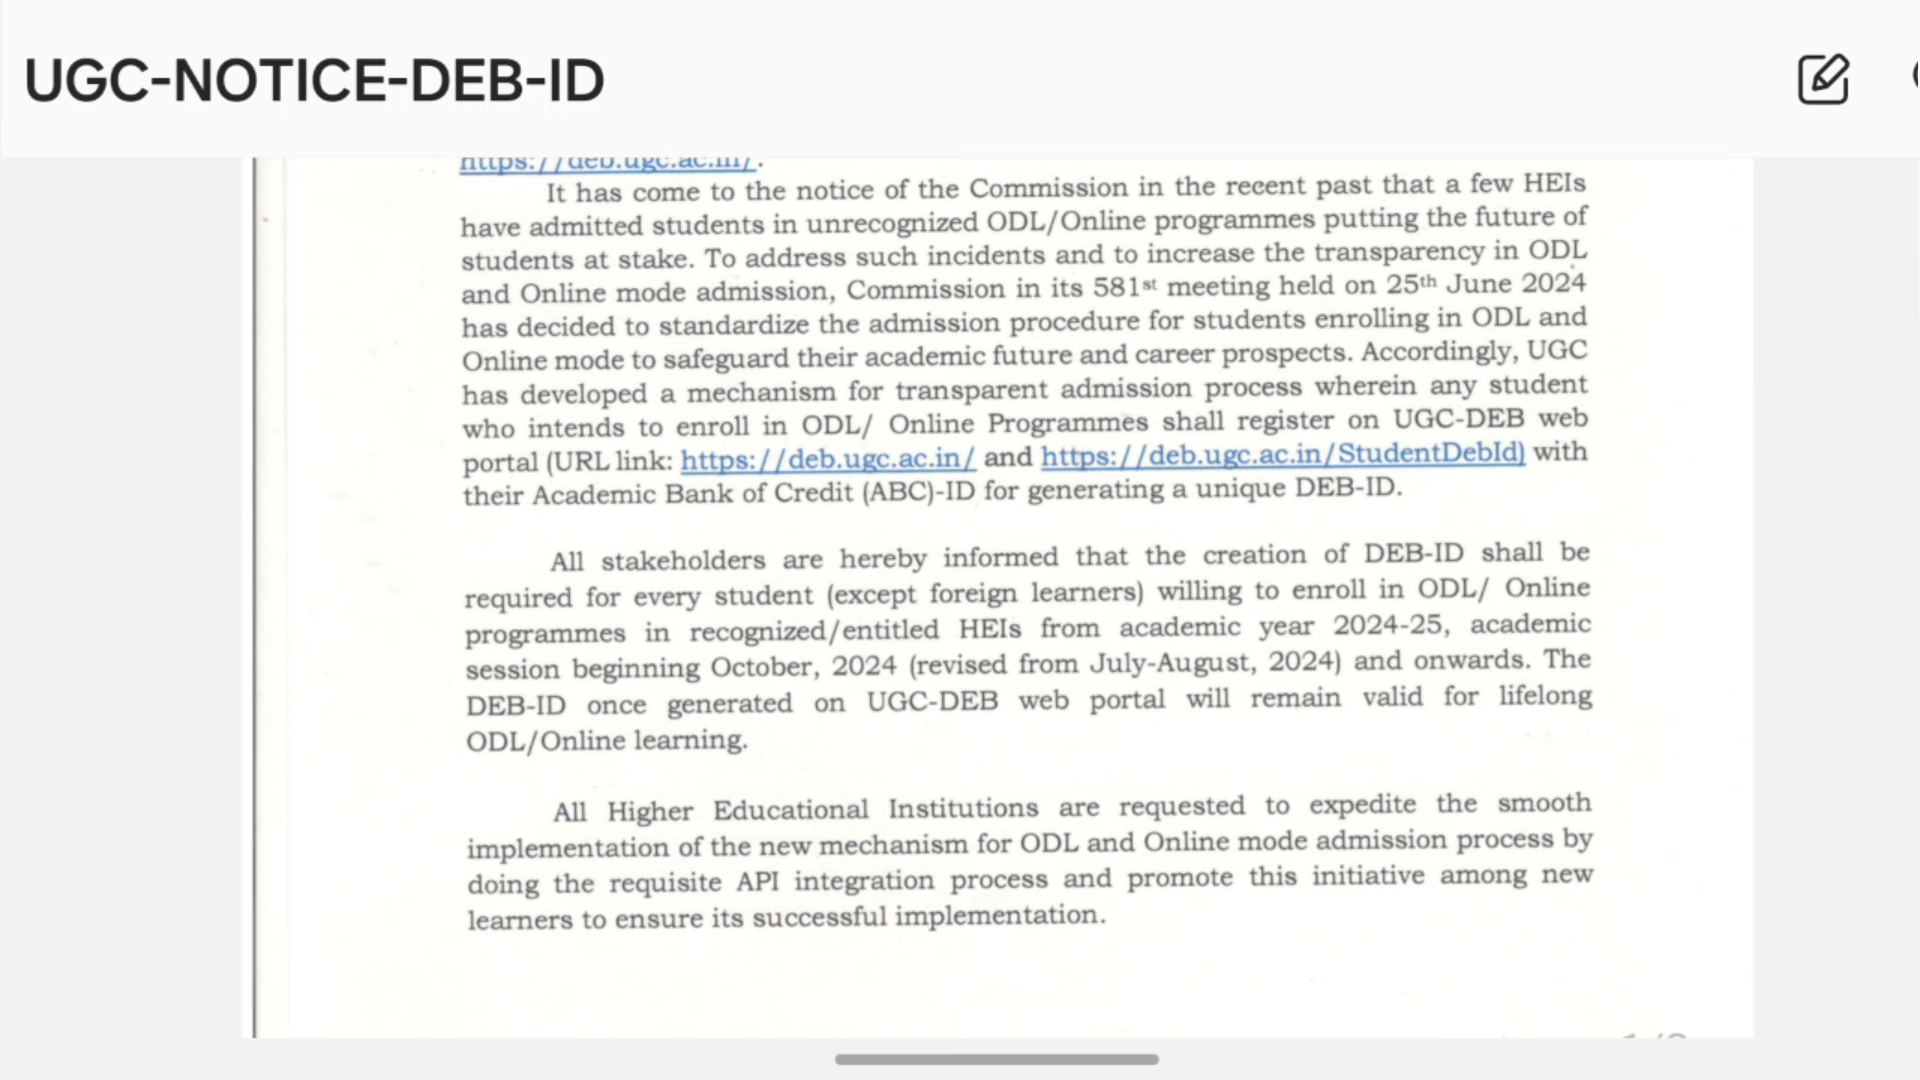 UGC-NOTICE-DEB-ID
https://deb.ugc.ac.in/.
It has come to the notice of the Commission in the recent past that a few HEIs
have admitted students in unrecognized ODL/Online programmes putting the future of
students at stake. To address such incidents and to increase the transparency in ODL
and Online mode admission, Commission in its 581st meeting held on 25th June 2024
has decided to standardize the admission procedure for students enrolling in ODL and
Online mode to safeguard their academic future and career prospects. Accordingly, UGC
has developed a mechanism for transparent admission process wherein any student
who intends to enroll in ODL/ Online Programmes shall register on UGC-DEB web
portal (URL link: https://deb.ugc.ac.in/ and https://deb.ugc.ac.in/StudentDebId) with
their Academic Bank of Credit (ABC)-ID for generating a unique DEB-ID.
All stakeholders are hereby informed that the creation of DEB-ID shall be
required for every student (except foreign learners) willing to enroll in ODL/ Online
programmes in recognized/entitled HEIs from academic year 2024-25, academic
session beginning October, 2024 (revised from July-August, 2024) and onwards. The
DEB-ID once generated on UGC-DEB web portal will remain valid for lifelong
ODL/Online learning.
All Higher Educational Institutions are requested to expedite the smooth
implementation of the new mechanism for ODL and Online mode admission process by
doing the requisite API integration process and promote this initiative among new
learners to ensure its successful implementation.